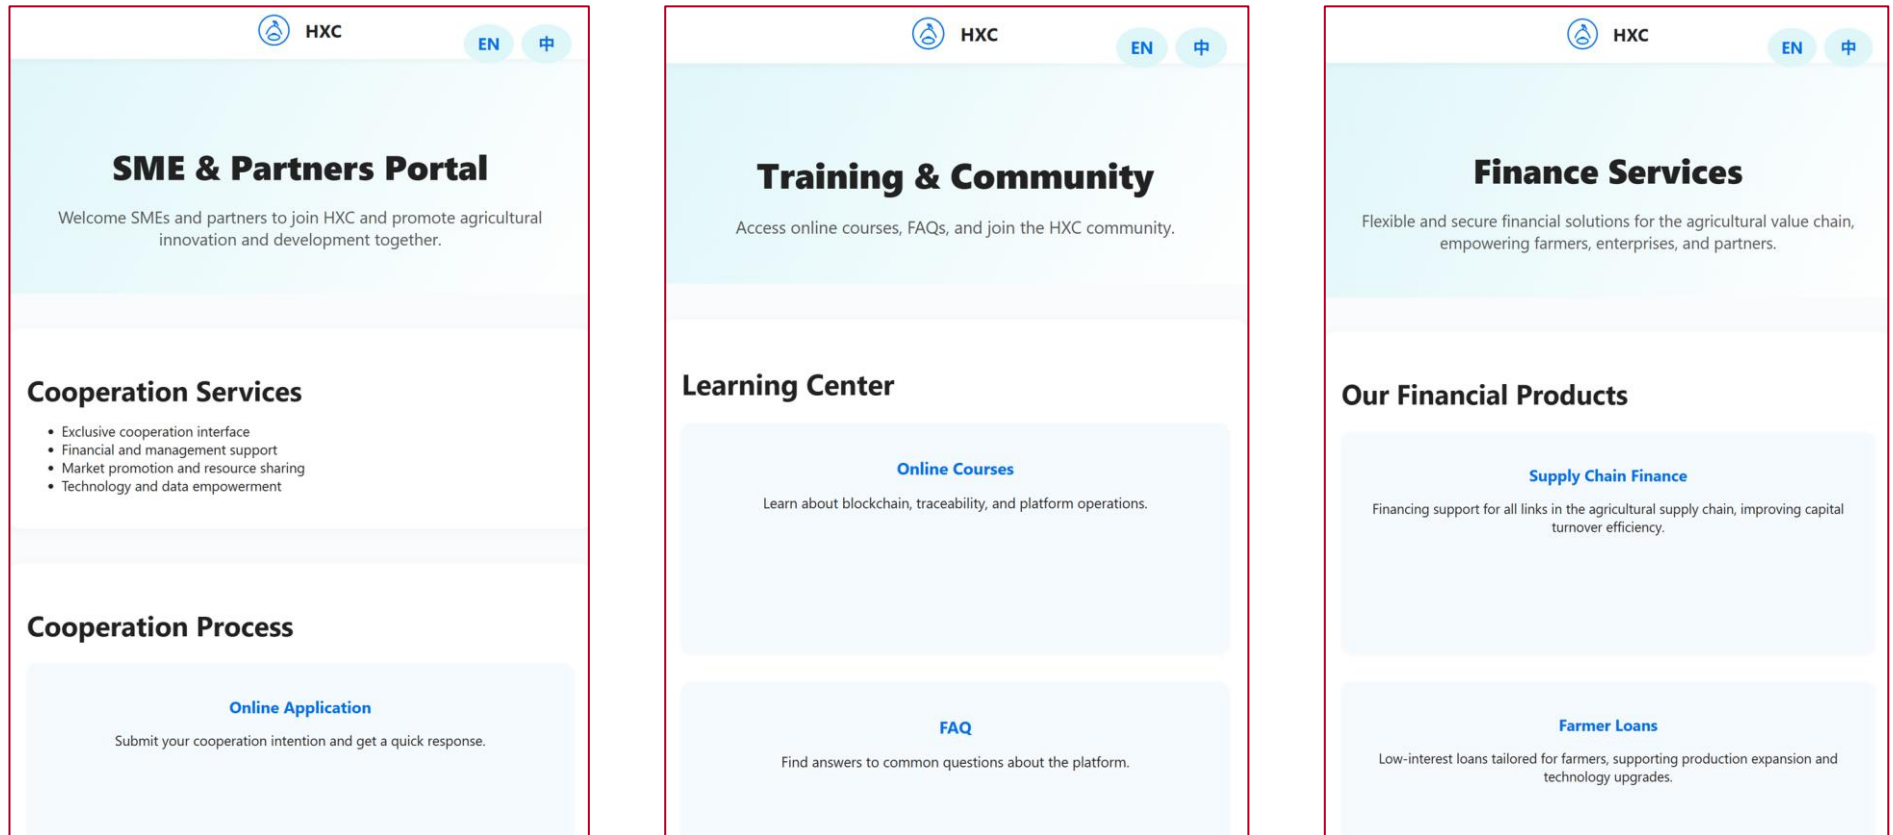 HXC
EN 中
SME & Partners Portal
Welcome SMEs and partners to join HXC and promote agricultural
innovation and development together.
Cooperation Services
• Exclusive cooperation interface
• Financial and management support
• Market promotion and resource sharing
• Technology and data empowerment
Cooperation Process
Online Application
Submit your cooperation intention and get a quick response.
HXC
EN 中
Training & Community
Access online courses, FAQs, and join the HXC community.
Learning Center
Online Courses
Learn about blockchain, traceability, and platform operations.
FAQ
Find answers to common questions about the platform.
HXC
EN 中
Finance Services
Flexible and secure financial solutions for the agricultural value chain,
empowering farmers, enterprises, and partners.
Our Financial Products
Supply Chain Finance
Financing support for all links in the agricultural supply chain, improving capital
turnover efficiency.
Farmer Loans
Low-interest loans tailored for farmers, supporting production expansion and
technology upgrades.